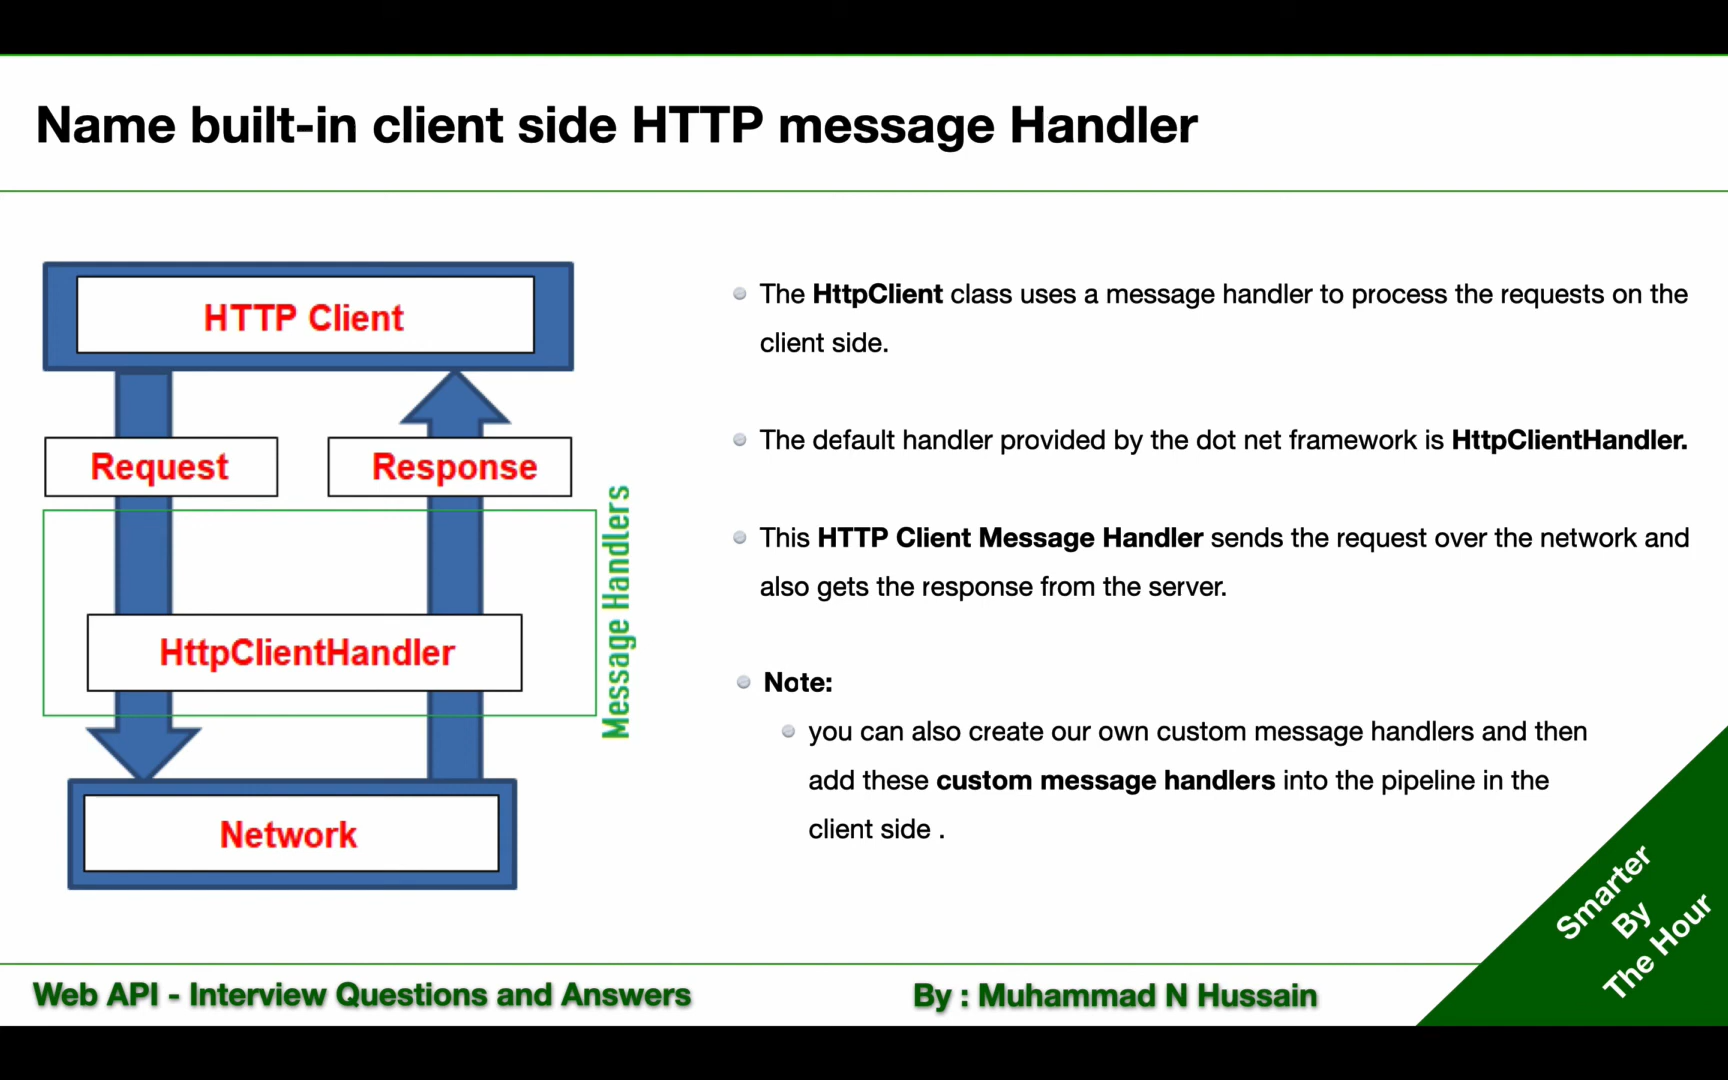 Name built-in client side HTTP message Handler
HTTP Client
Request
Response
Message Handlers
HttpClientHandler
Network
The HttpClient class uses a message handler to process the requests on the
client side.
The default handler provided by the dot net framework is HttpClientHandler.
This HTTP Client Message Handler sends the request over the network and
also gets the response from the server.
Note:
you can also create our own custom message handlers and then
add these custom message handlers into the pipeline in the
client side .
Smarter
By
The Hour
Web API - Interview Questions and Answers
By : Muhammad N Hussain